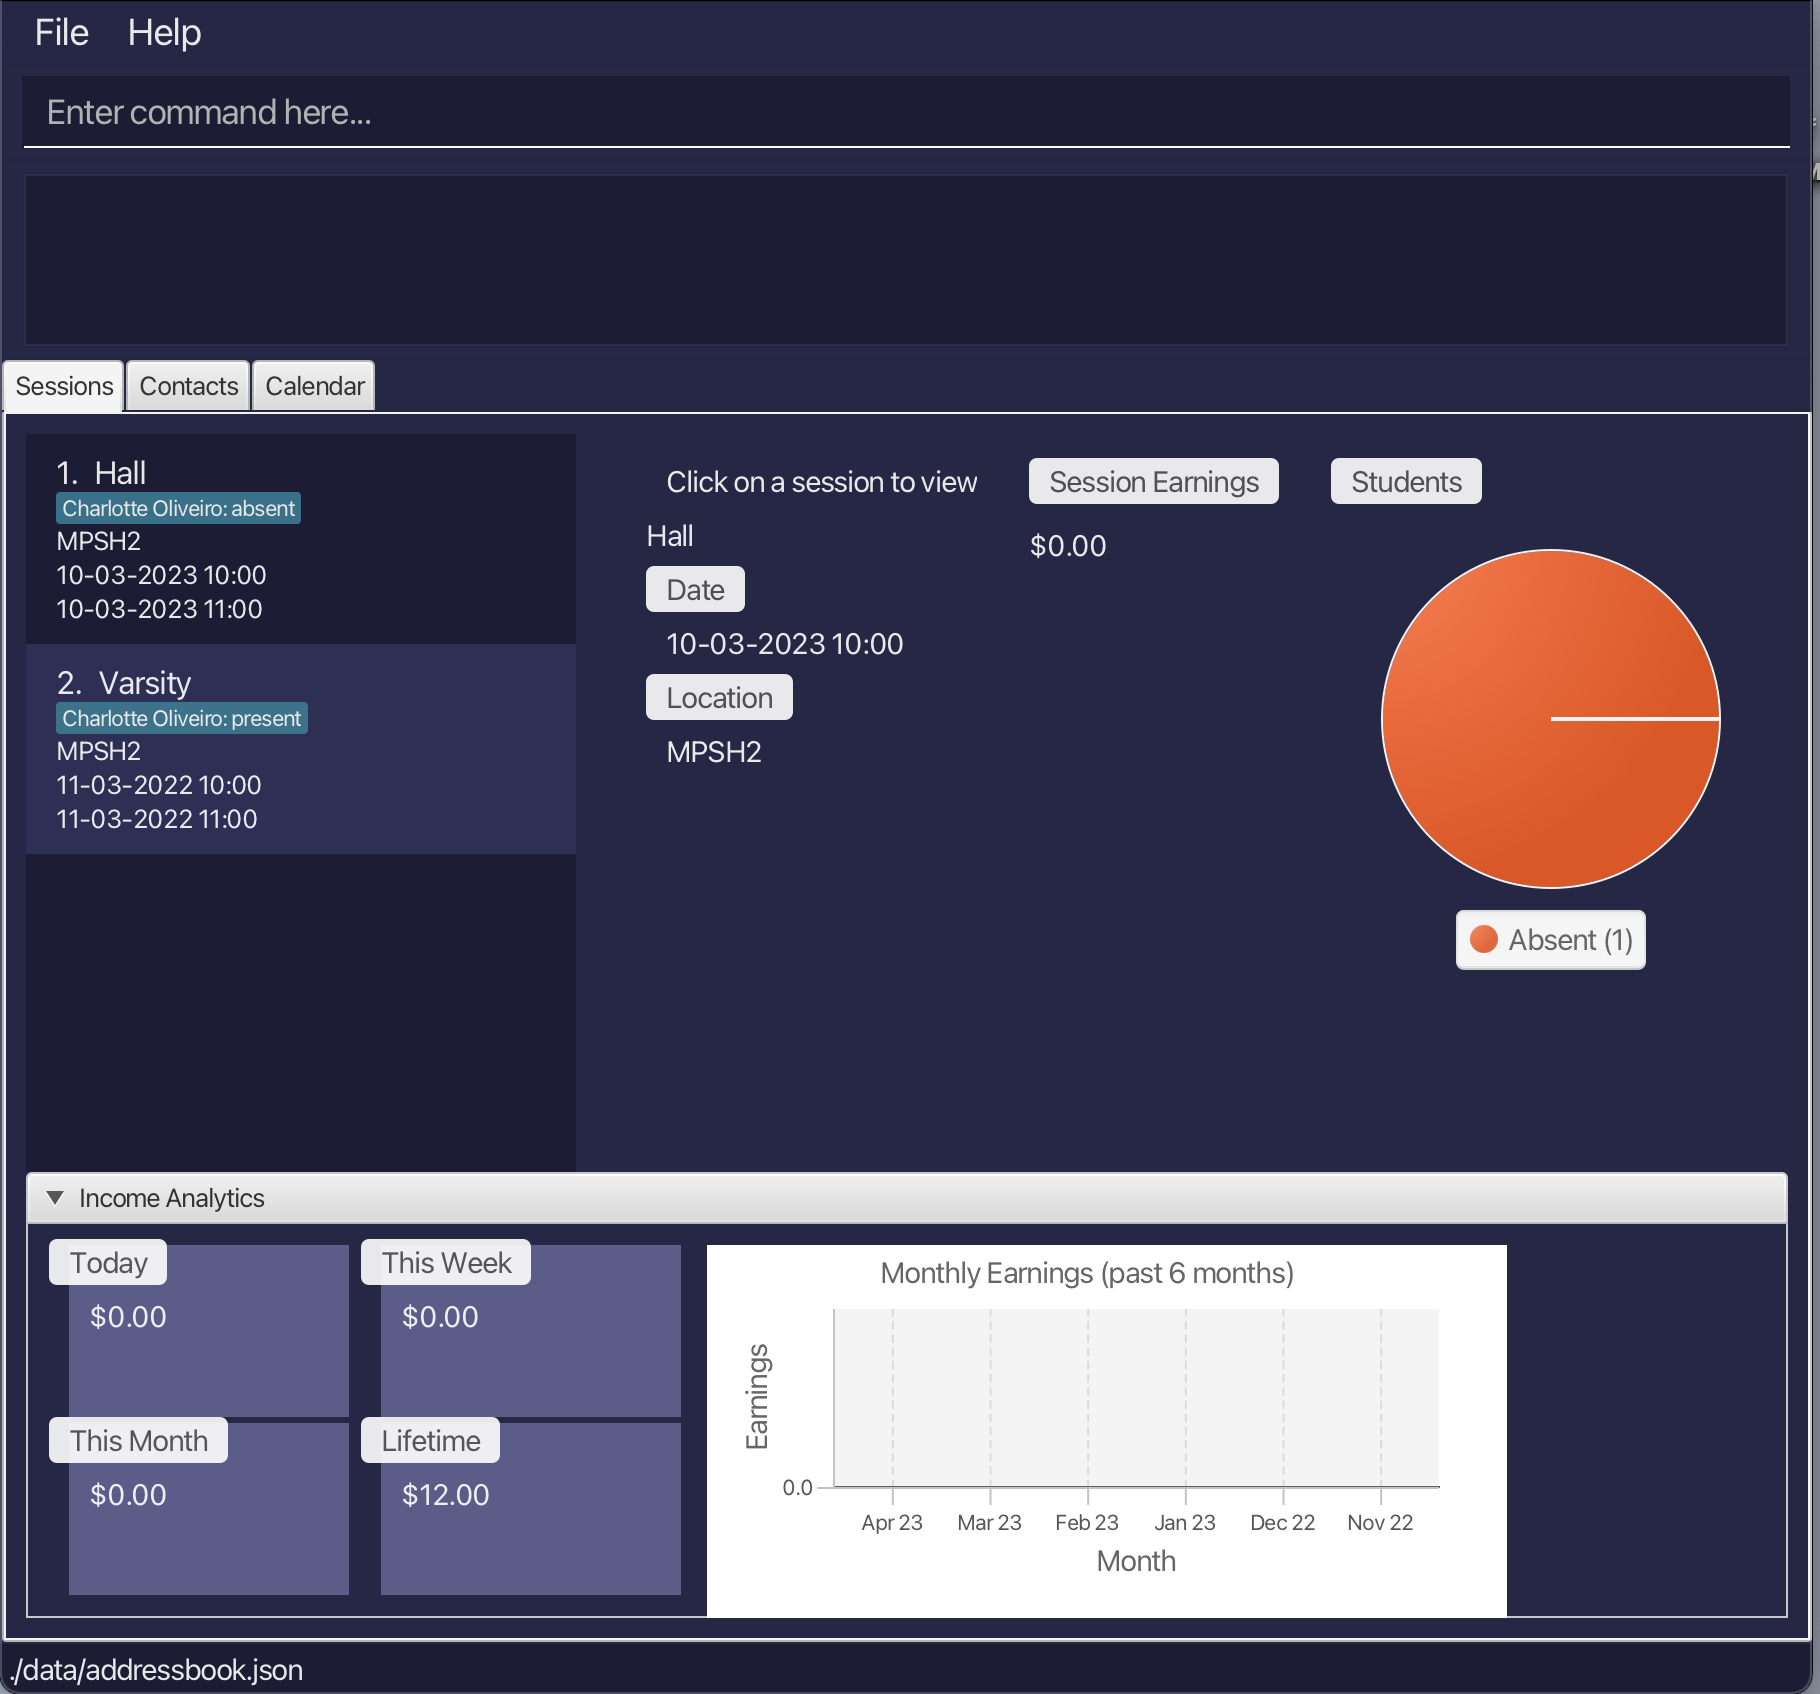 File Help
Enter command here...
Sessions Contacts Calendar
1. Hall
Charlotte Oliveiro: absent
MPSH2
10-03-2023 10:00
10-03-2023 11:00
2. Varsity
Charlotte Oliveiro: present
MPSH2
11-03-2022 10:00
11-03-2022 11:00
Click on a session to view
Hall
Date
10-03-2023 10:00
Location
MPSH2
Session Earnings
$0.00
Students
Absent (1)
Income Analytics
Today
$0.00
This Week
$0.00
This Month
$0.00
Lifetime
$12.00
Monthly Earnings (past 6 months)
Earnings
0.0
Apr 23 Mar 23 Feb 23 Jan 23 Dec 22 Nov 22
Month
./data/addressbook.json